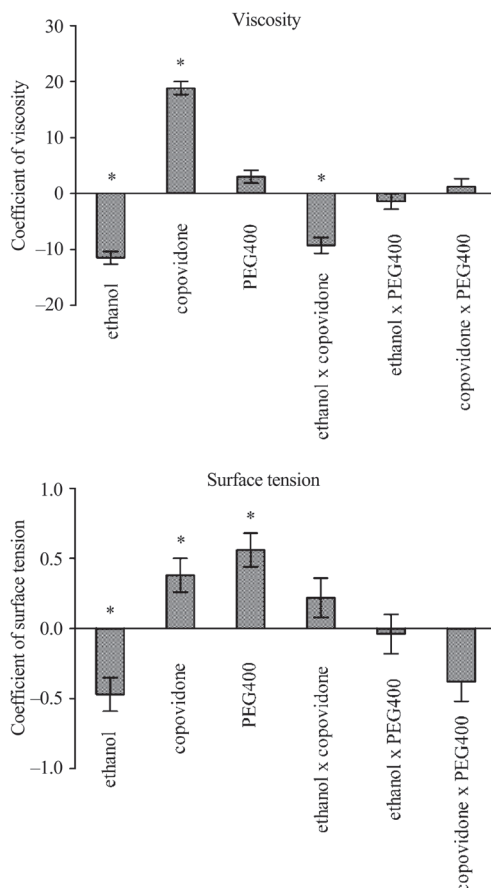 Viscosity
Coefficient of viscosity
30
20
10
0
–10
–20
*
*
*
ethanol
copovidone
PEG400
ethanol x copovidone
ethanol x PEG400
copovidone x PEG400
Surface tension
Coefficient of surface tension
1.0
0.5
0.0
–0.5
–1.0
*
*
*
ethanol
copovidone
PEG400
ethanol x copovidone
ethanol x PEG400
copovidone x PEG400